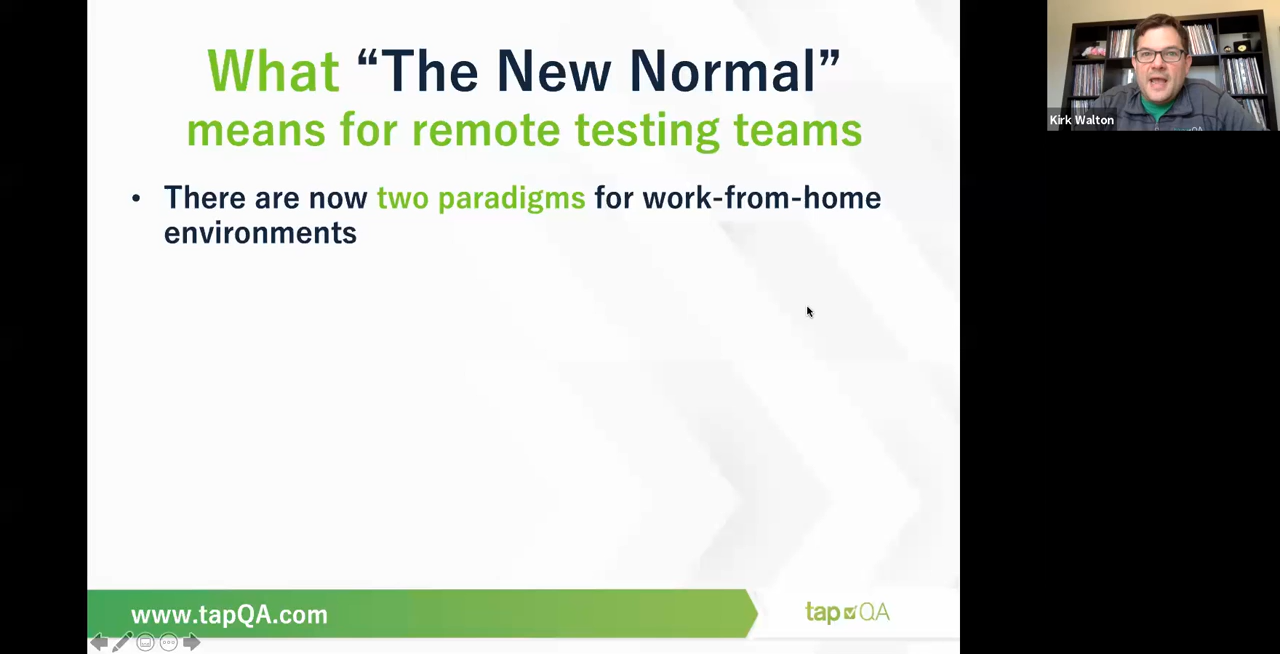 What “The New Normal”
means for remote testing teams
• There are now two paradigms for work-from-home
environments
Kirk Walton
www.tapQA.com
tap QA